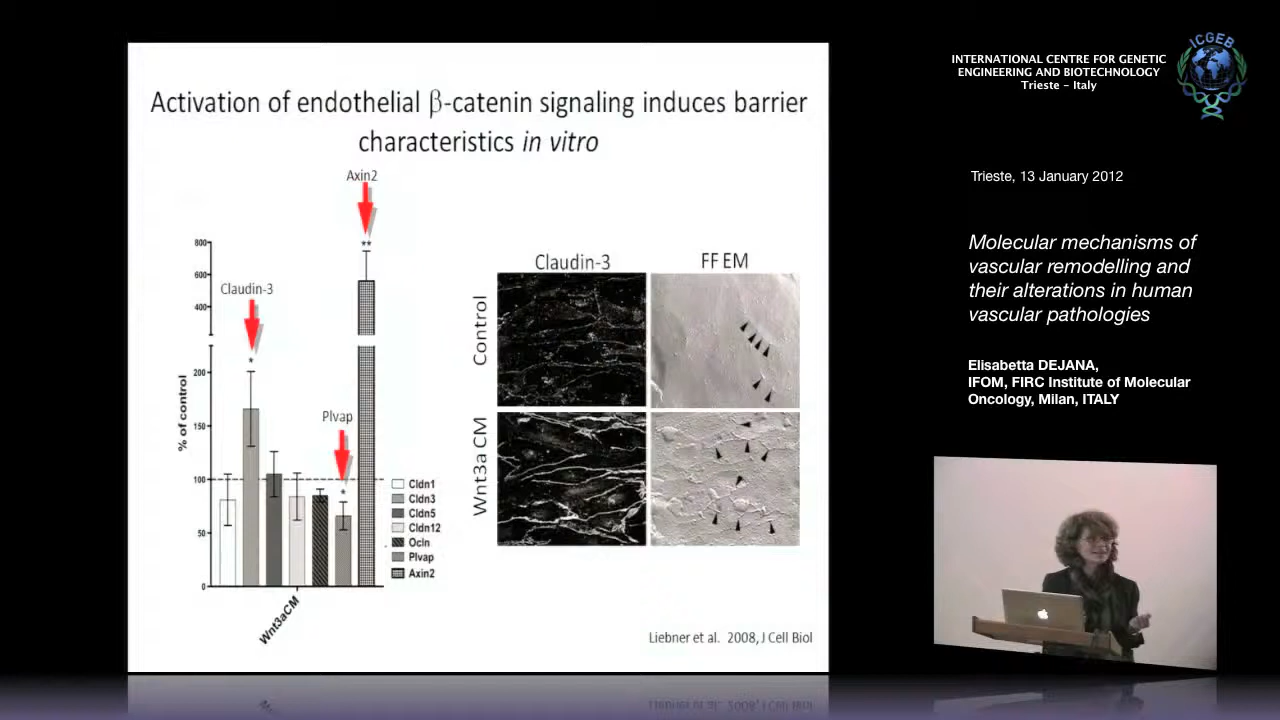 Activation of endothelial β-catenin signaling induces barrier
characteristics in vitro
Axin2
**
800
600
400
Claudin-3
*
200
150
100
50
0
% of control
Plvap
*
Cldn1
Cldn3
Cldn5
Cldn12
Ocln
Plvap
Axin2
Wnt3aCM
Claudin-3
FF EM
Control
Wnt3a CM
Liebner et al. 2008, J Cell Biol
INTERNATIONAL CENTRE FOR GENETIC
ENGINEERING AND BIOTECHNOLOGY
Trieste - Italy
ICGEB
Trieste, 13 January 2012
Molecular mechanisms of
vascular remodelling and
their alterations in human
vascular pathologies
Elisabetta DEJANA,
IFOM, FIRC Institute of Molecular
Oncology, Milan, ITALY